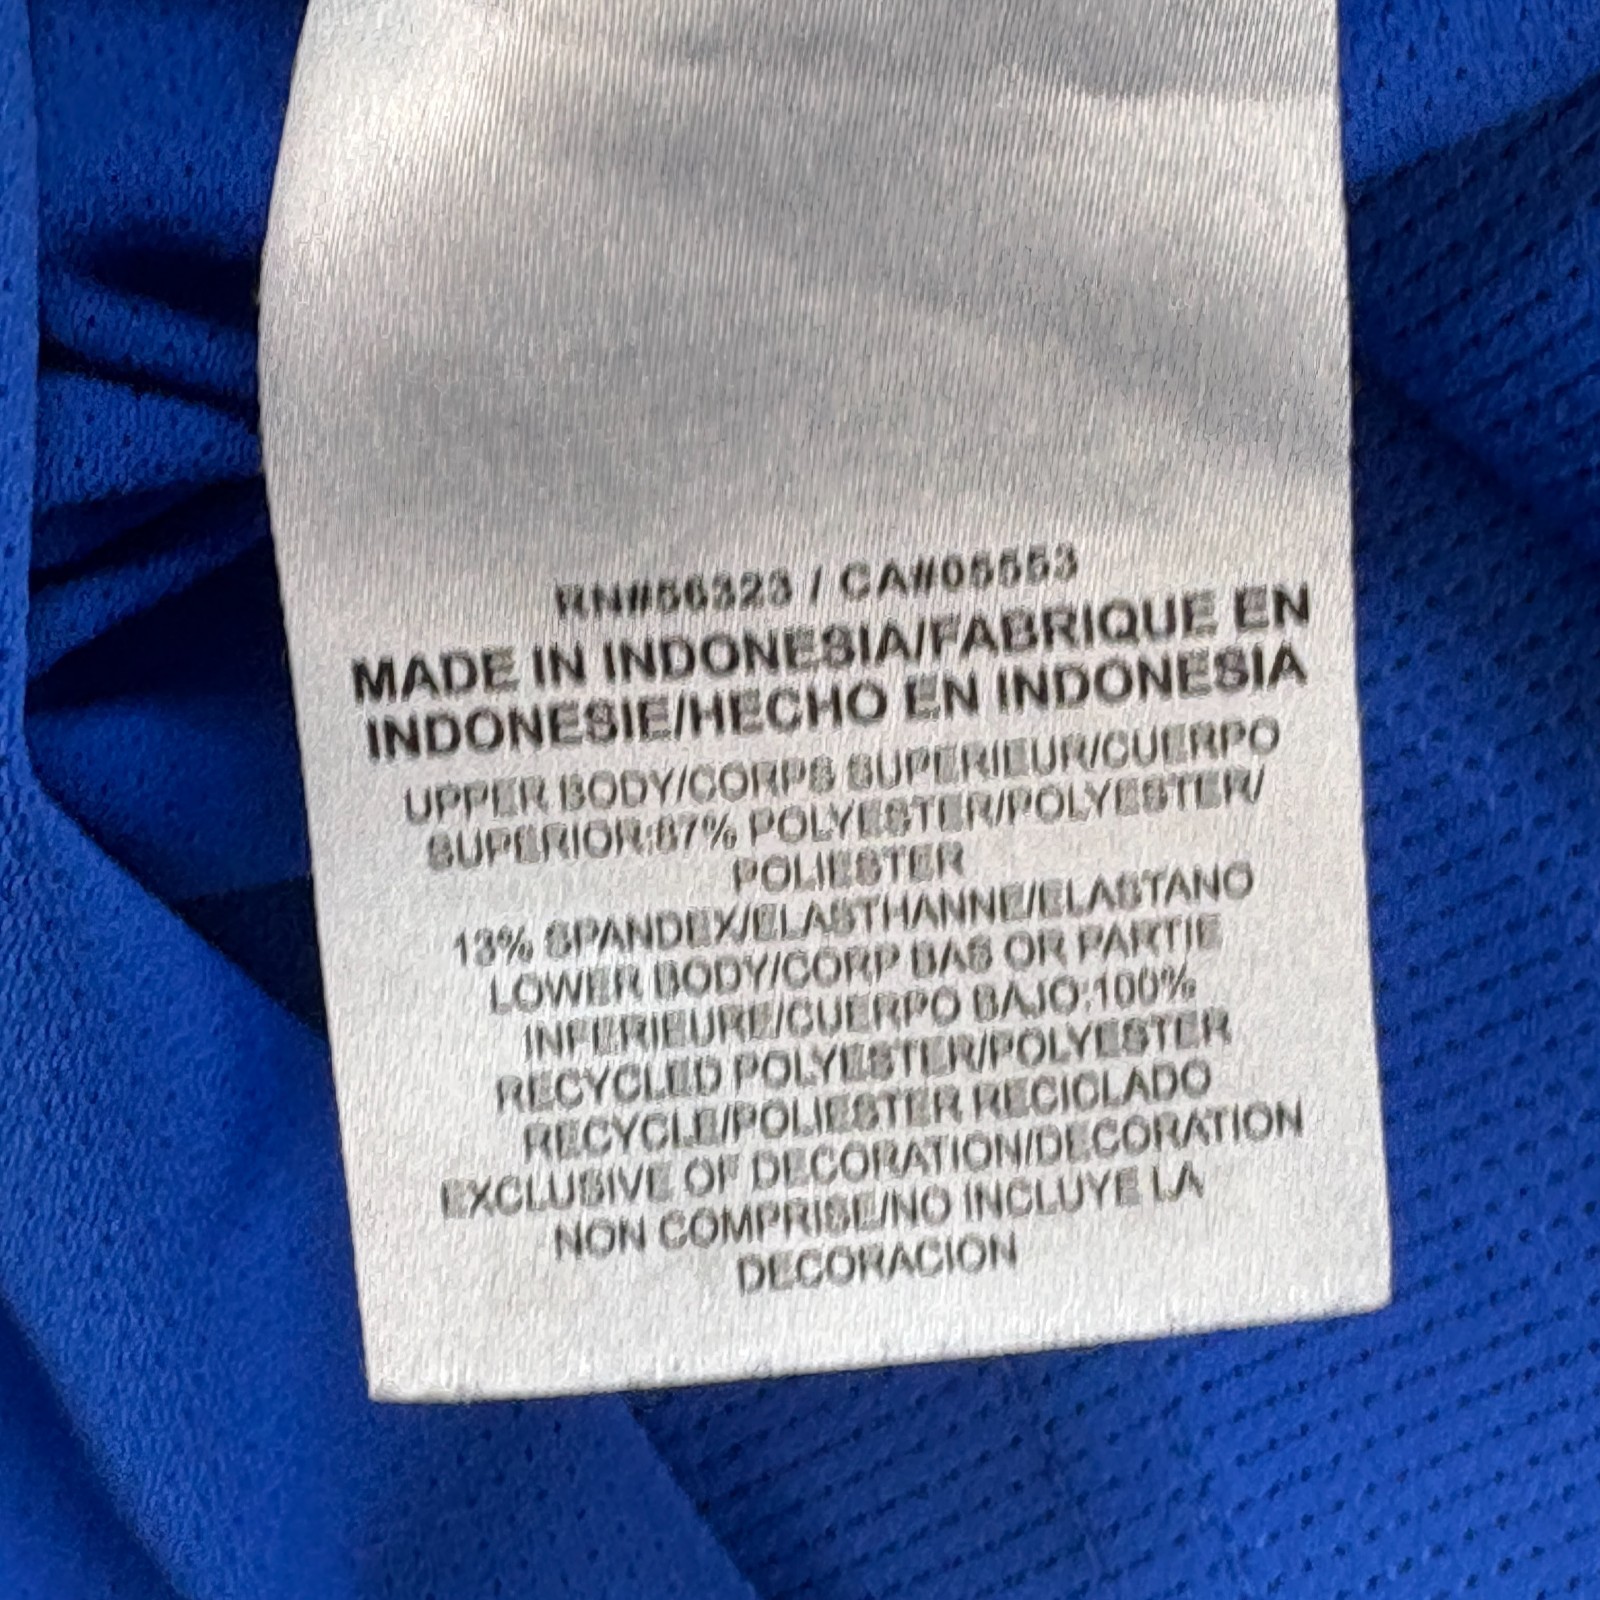 RN#56323 / CA#05553
MADE IN INDONESIA/FABRIQUE EN
INDONESIE/HECHO EN INDONESIA
UPPER BODY/CORPS SUPERIEUR/CUERPO
SUPERIOR:87% POLYESTER/POLYESTER/
POLIESTER
13% SPANDEX/ELASTHANNE/ELASTANO
LOWER BODY/CORP BAS OR PARTIE
INFERIEURE/CUERPO BAJO:100%
RECYCLED POLYESTER/POLYESTER
RECYCLE/POLIESTER RECICLADO
EXCLUSIVE OF DECORATION/DECORATION
NON COMPRISE/NO INCLUYE LA
DECORACION